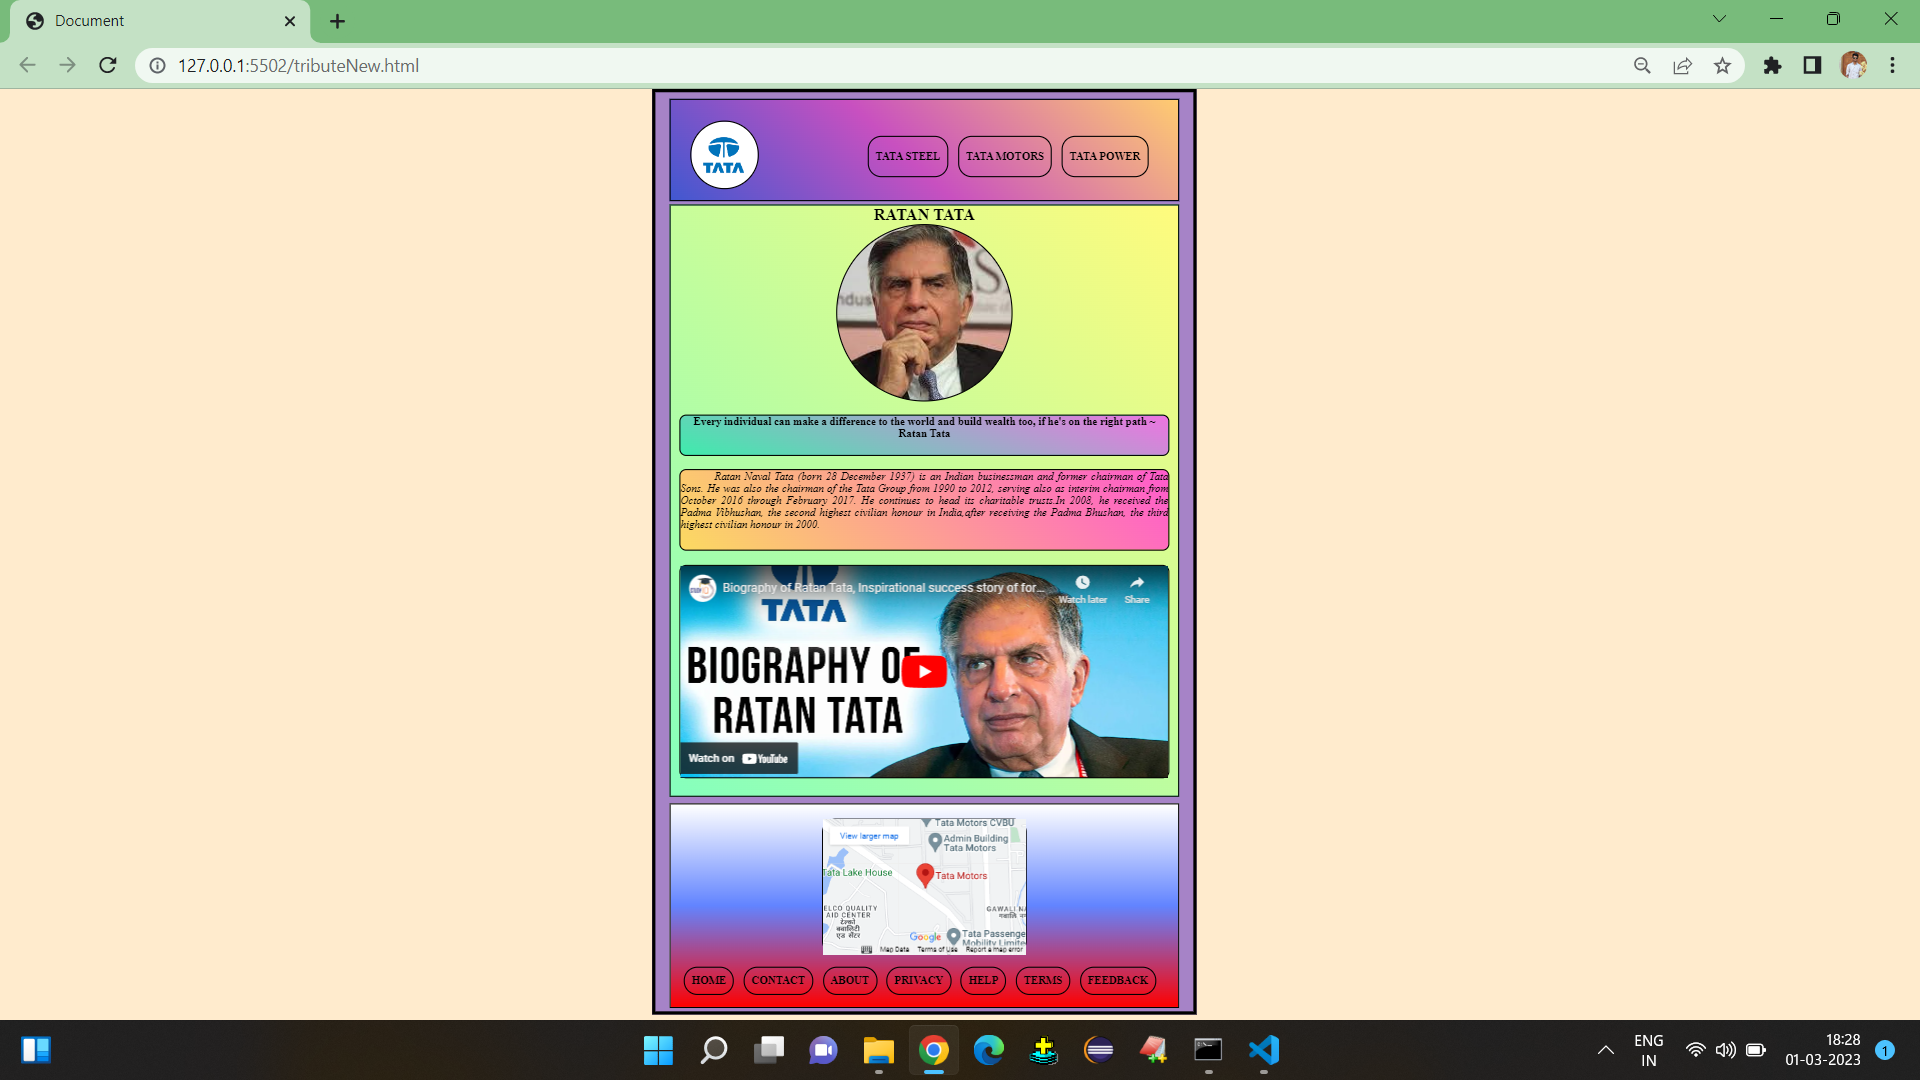 Document
127.0.0.1:5502/tributeNew.html
TATA
TATA STEEL
TATA MOTORS
TATA POWER
RATAN TATA
Every individual can make a difference to the world and build wealth too, if he's on the right path ~
Ratan Tata
Ratan Naval Tata (born 28 December 1937) is an Indian businessman and former chairman of Tata
Sons. He was also the chairman of the Tata Group from 1990 to 2012, serving also as interim chairman from
October 2016 through February 2017. He continues to head its charitable trusts.In 2008, he received the
Padma Vibhushan, the second highest civilian honour in India,after receiving the Padma Bhushan, the third
highest civilian honour in 2000.
Biography of Ratan Tata, Inspirational success story of for...
Watch later
Share
TATA
BIOGRAPHY OF
RATAN TATA
Watch on YouTube
Tata Motors CVBU
View larger map
Admin Building
Tata Motors
Tata Lake House
Tata Motors
ELCO QUALITY
AID CENTER
टेल्को
क्वालिटी
एड सेंटर
GAWALI NA
गवालि
Google
Tata Passenge
Mobility Limite
Map Data
Terms of Use
Report a map error
HOME
CONTACT
ABOUT
PRIVACY
HELP
TERMS
FEEDBACK
ENG
IN
18:28
01-03-2023
1